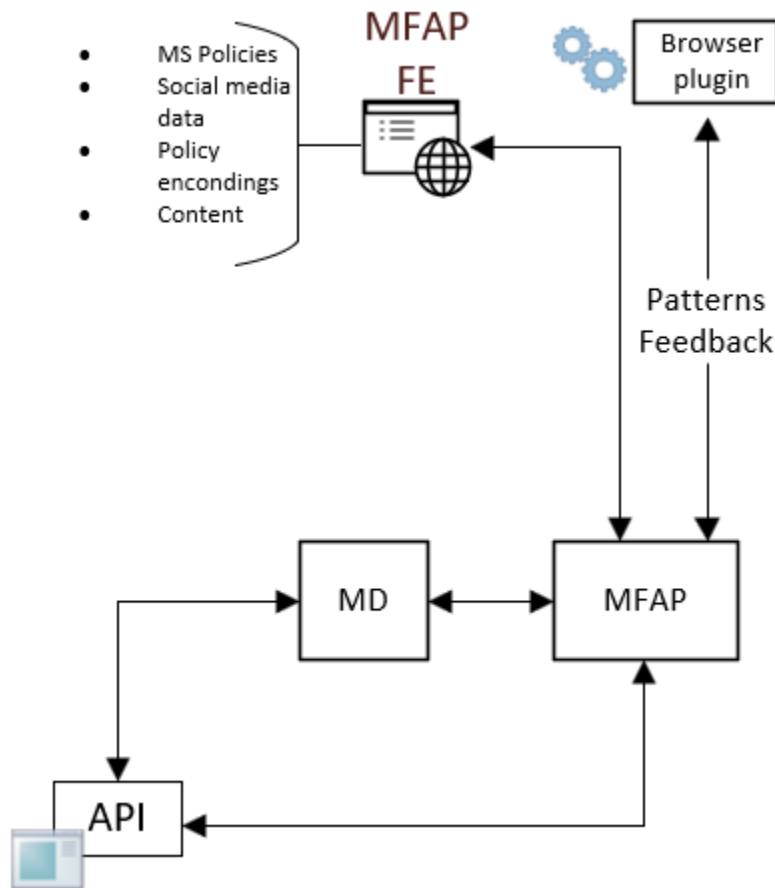 MS Policies
Social media
data
Policy
encondings
Content
MFAP
FE
Browser
plugin
Patterns
Feedback
MD
MFAP
API